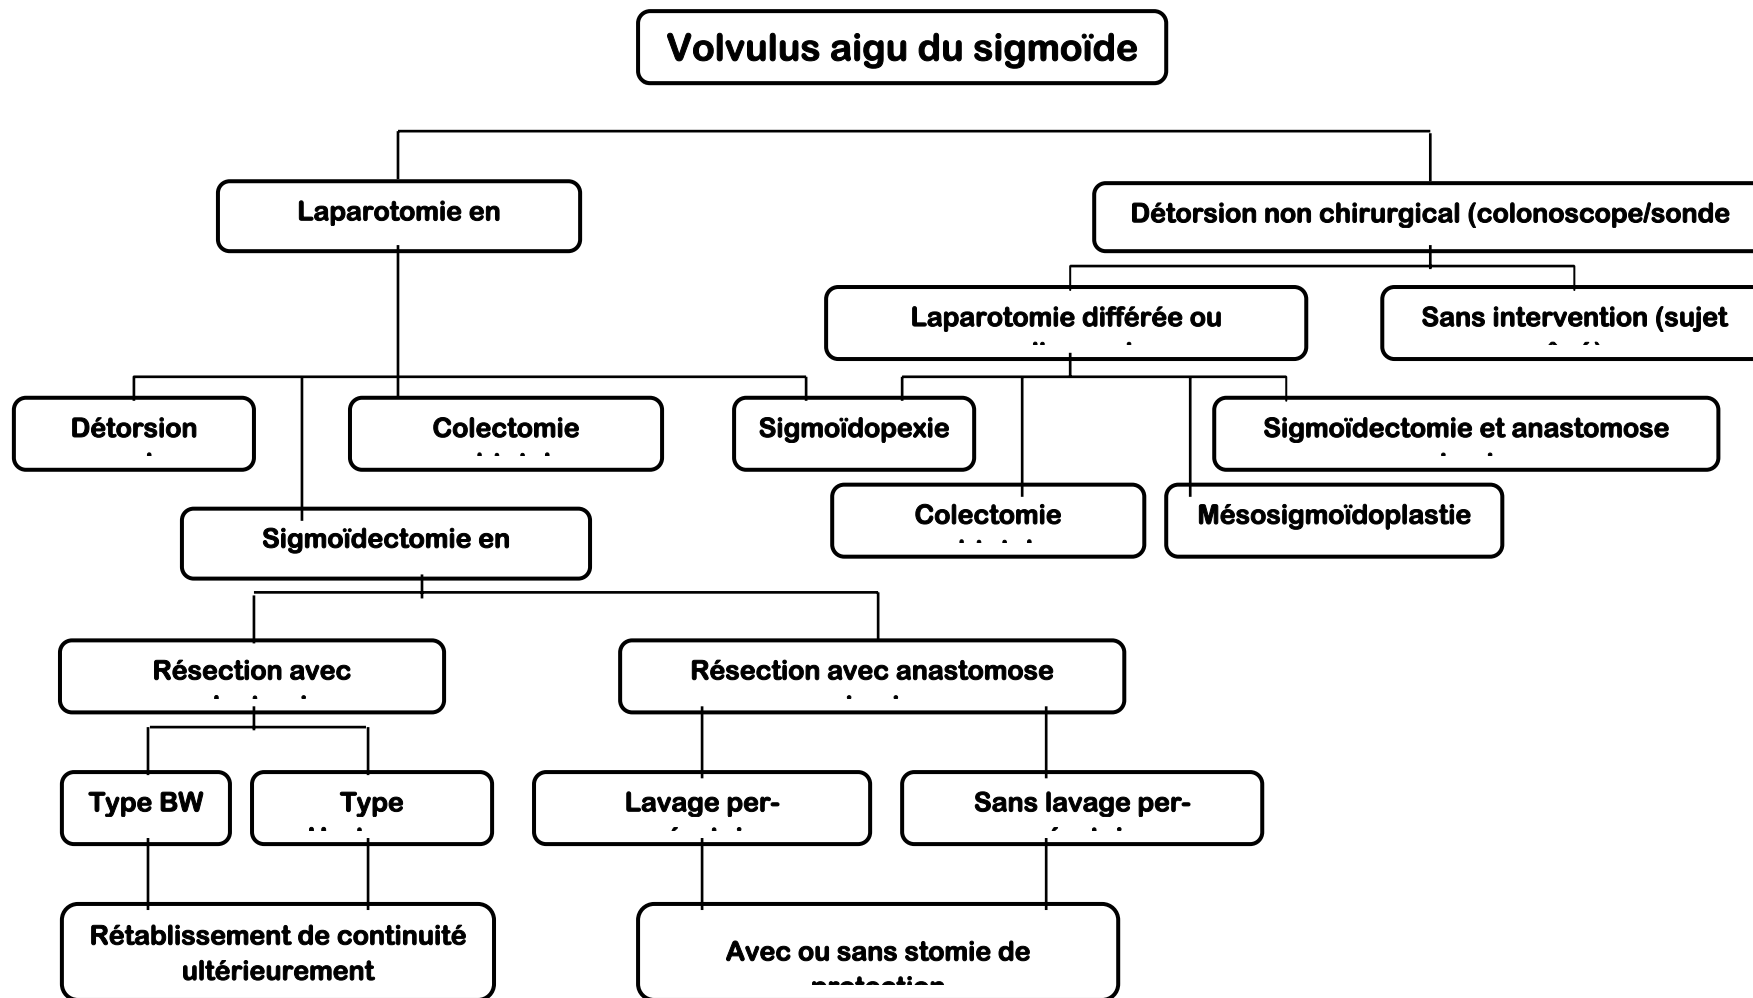 Volvulus aigu du sigmoïde
Laparotomie en
Détorsion non chirurgical (colonoscope/sonde
Laparotomie différée ou
Sans intervention (sujet
Détorsion
Colectomie
Sigmoïdopexie
Sigmoïdectomie et anastomose
Colectomie
Mésosigmoïdoplastie
Sigmoïdectomie en
Résection avec
Résection avec anastomose
Type BW
Type
Lavage per-
Sans lavage per-
Rétablissement de continuité
ultérieurement
Avec ou sans stomie de
protection